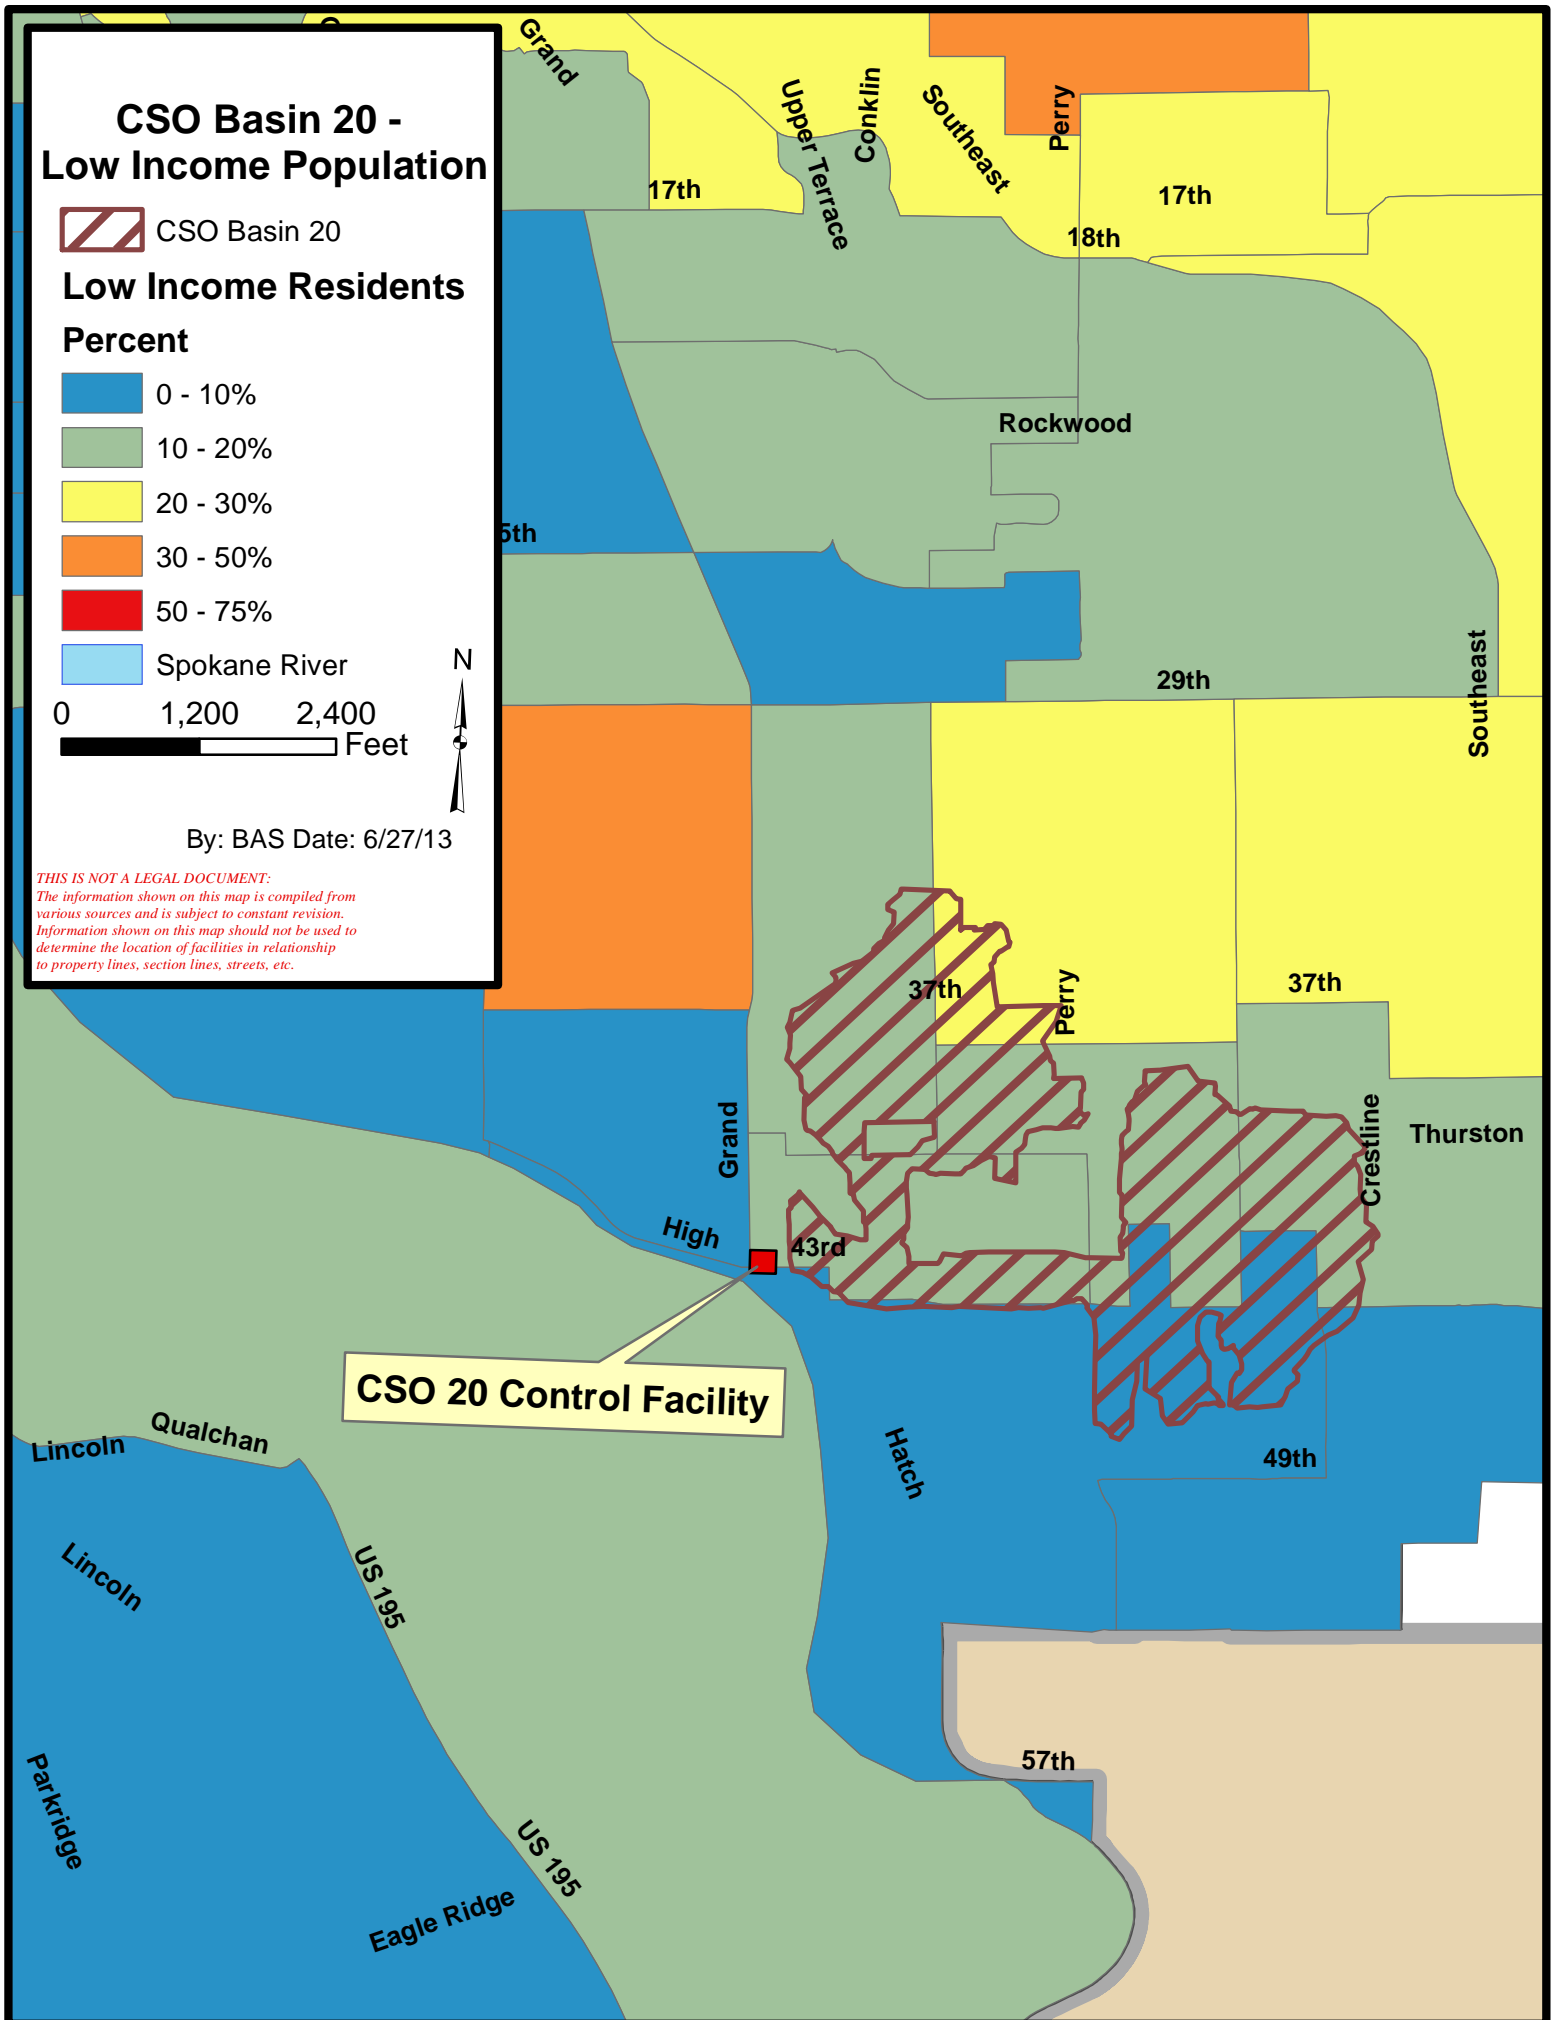 CSO Basin 20 -
Low Income Population
CSO Basin 20
Low Income Residents
Percent
0 - 10%
10 - 20%
20 - 30%
30 - 50%
50 - 75%
Spokane River
N
0 1,200 2,400
Feet
By: BAS Date: 6/27/13
THIS IS NOT A LEGAL DOCUMENT:
The information shown on this map is compiled from
various sources and is subject to constant revision.
Information shown on this map should not be used to
determine the location of facilities in relationship
to property lines, section lines, streets, etc.
Grand
Upper Terrace
Conklin
Southeast
Perry
17th
17th
18th
Rockwood
5th
29th
Southeast
37th
Perry
37th
Grand
Crestline
Thurston
High
43rd
CSO 20 Control Facility
Lincoln
Qualchan
Hatch
49th
Lincoln
US 195
57th
Parkridge
US 195
Eagle Ridge